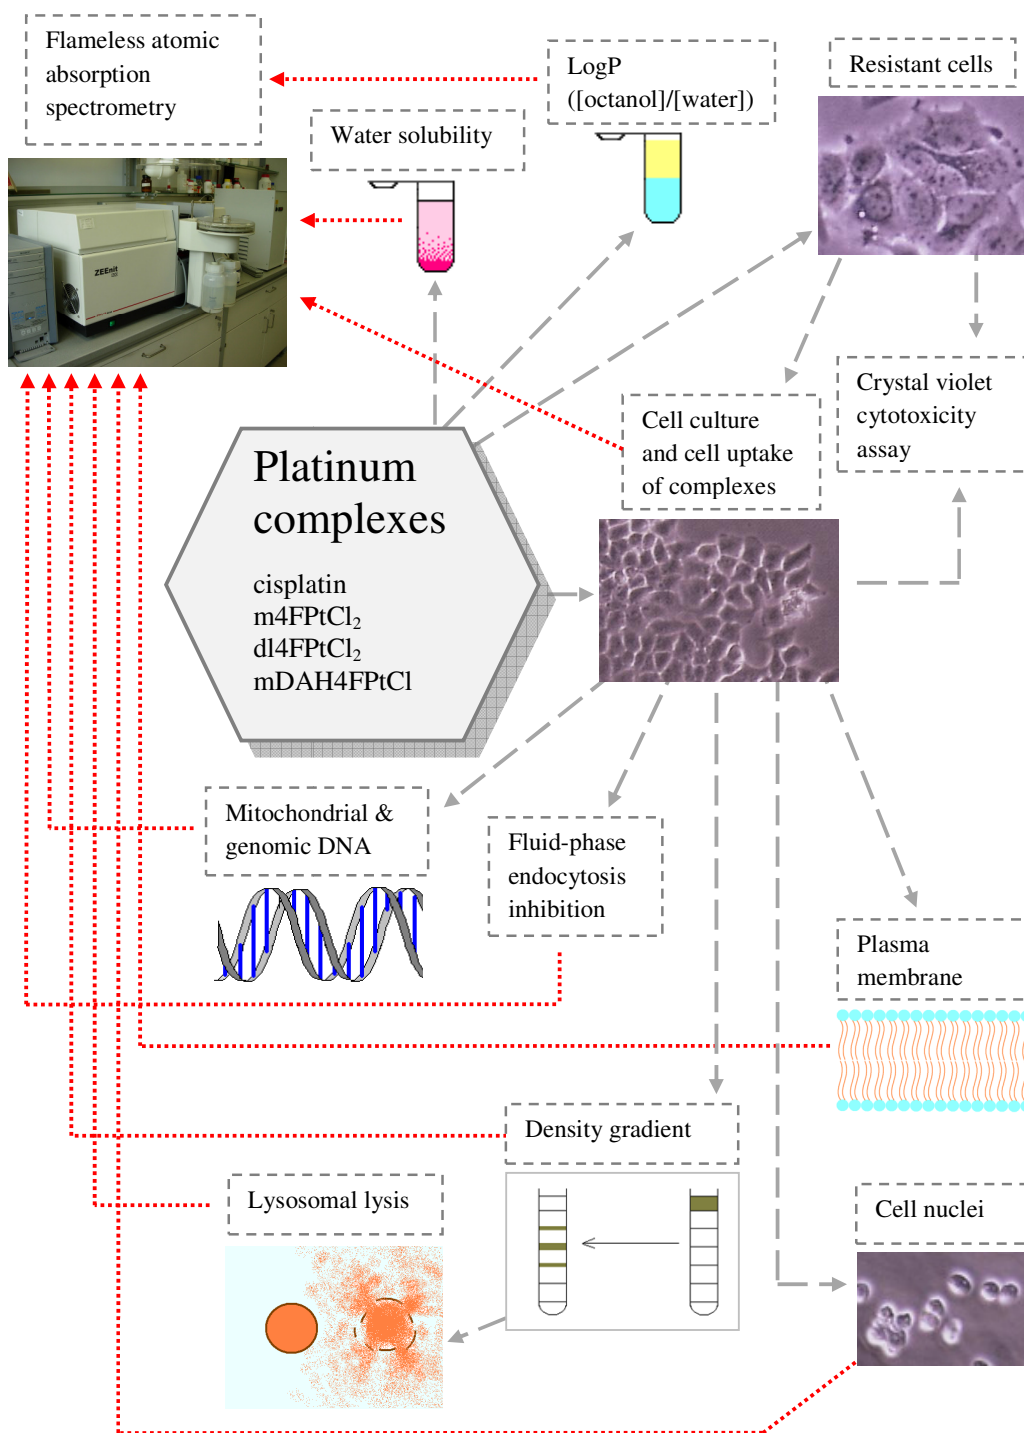 Flameless atomic
absorption
spectrometry
LogP
([octanol]/[water])
Resistant cells
Water solubility
ZEEnit
Crystal violet
cytotoxicity
assay
Cell culture
and cell uptake
of complexes
Platinum
complexes
cisplatin
m4FPtCl₂
dl4FPtCl₂
mDAH4FPtCl
Mitochondrial &
genomic DNA
Fluid-phase
endocytosis
inhibition
Plasma
membrane
Density gradient
Lysosomal lysis
Cell nuclei